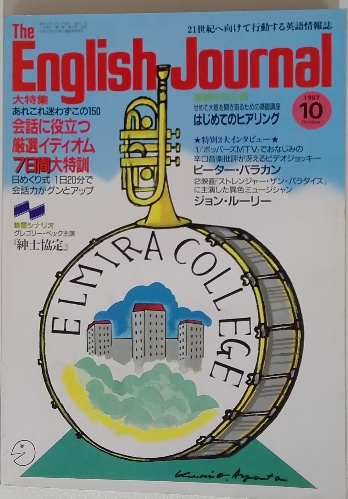 21世紀へ向けて行動する英語情報誌
The
English Journal
大特集
あれこれ迷わずこの150
会話に役立つ
厳選イディオム
7日間大特訓
日めくり式 1日20分で
会話力がグンとアップ
映画シナリオ
グレゴリー・ペック主演
『紳士協定』
せめて大意を聞き取るための基礎講座
はじめてのヒアリング
1987
10
October
★特別2大インタビュー★
①「ポッパーズMTV」でおなじみの
辛口音楽批評が冴えるビデオジョッキー
ピーター・バラカン
②映画「ストレンジャー・ザン・パラダイス」
に主演した異色ミュージシャン
ジョン・ルーリー
ELMIRA COLLEGE